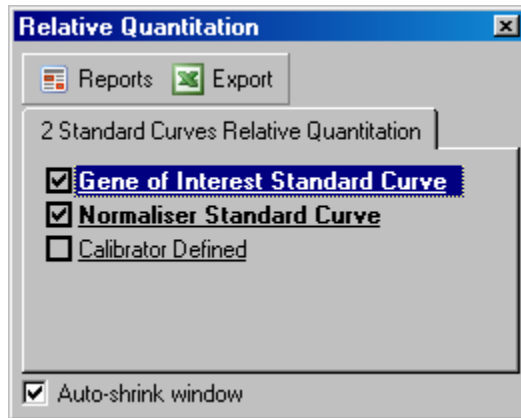 Relative Quantitation
Reports Export
2 Standard Curves Relative Quantitation
Gene of Interest Standard Curve
Normaliser Standard Curve
Calibrator Defined
Auto-shrink window